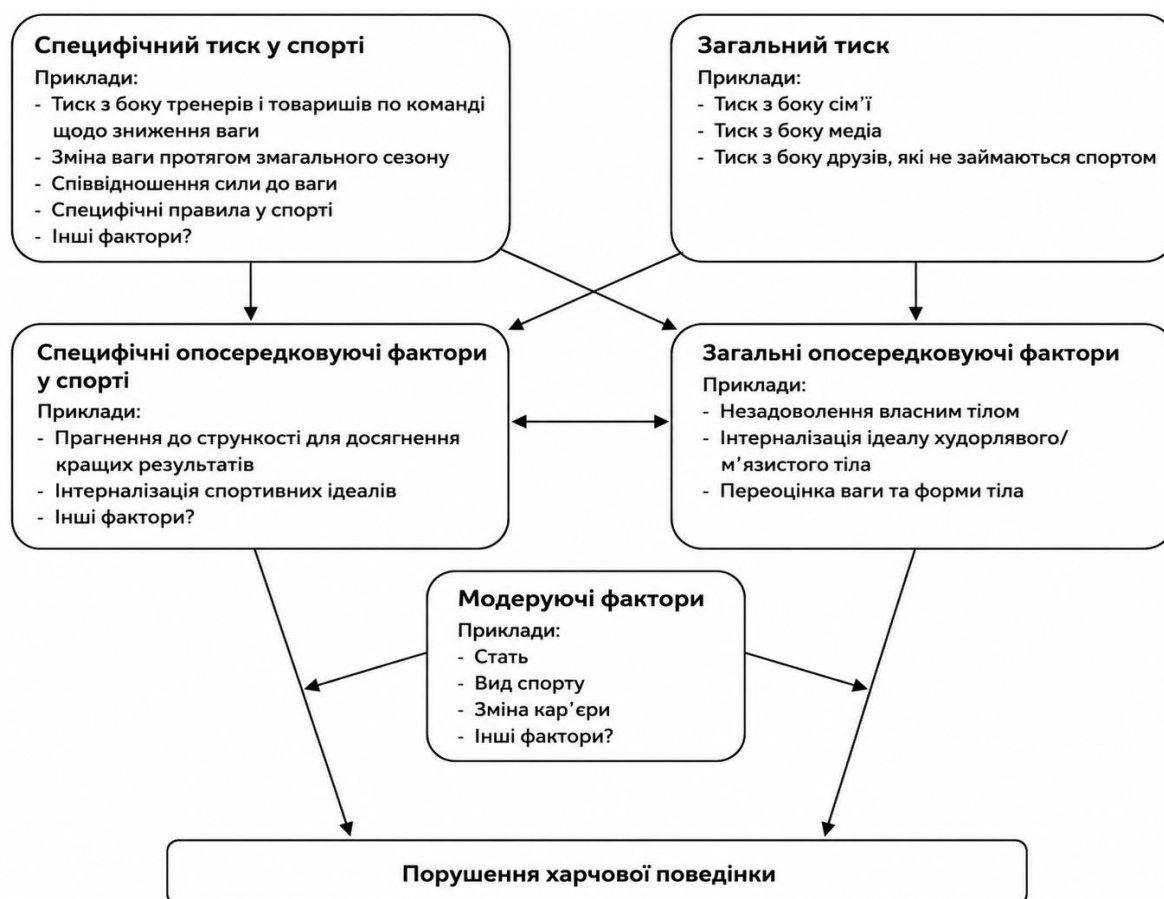 Специфічний тиск у спорті
Приклади:
- Тиск з боку тренерів і товаришів по команді
щодо зниження ваги
- Зміна ваги протягом змагального сезону
- Співвідношення сили до ваги
- Специфічні правила у спорті
- Інші фактори?
Загальний тиск
Приклади:
- Тиск з боку сім’ї
- Тиск з боку медіа
- Тиск з боку друзів, які не займаються спортом
Специфічні опосередковуючі фактори
у спорті
Приклади:
- Прагнення до стрункості для досягнення
кращих результатів
- Інтерналізація спортивних ідеалів
- Інші фактори?
Загальні опосередковуючі фактори
Приклади:
- Незадоволення власним тілом
- Інтерналізація ідеалу худорлявого/
м’язистого тіла
- Переоцінка ваги та форми тіла
Модеруючі фактори
Приклади:
- Стать
- Вид спорту
- Зміна кар’єри
- Інші фактори?
Порушення харчової поведінки